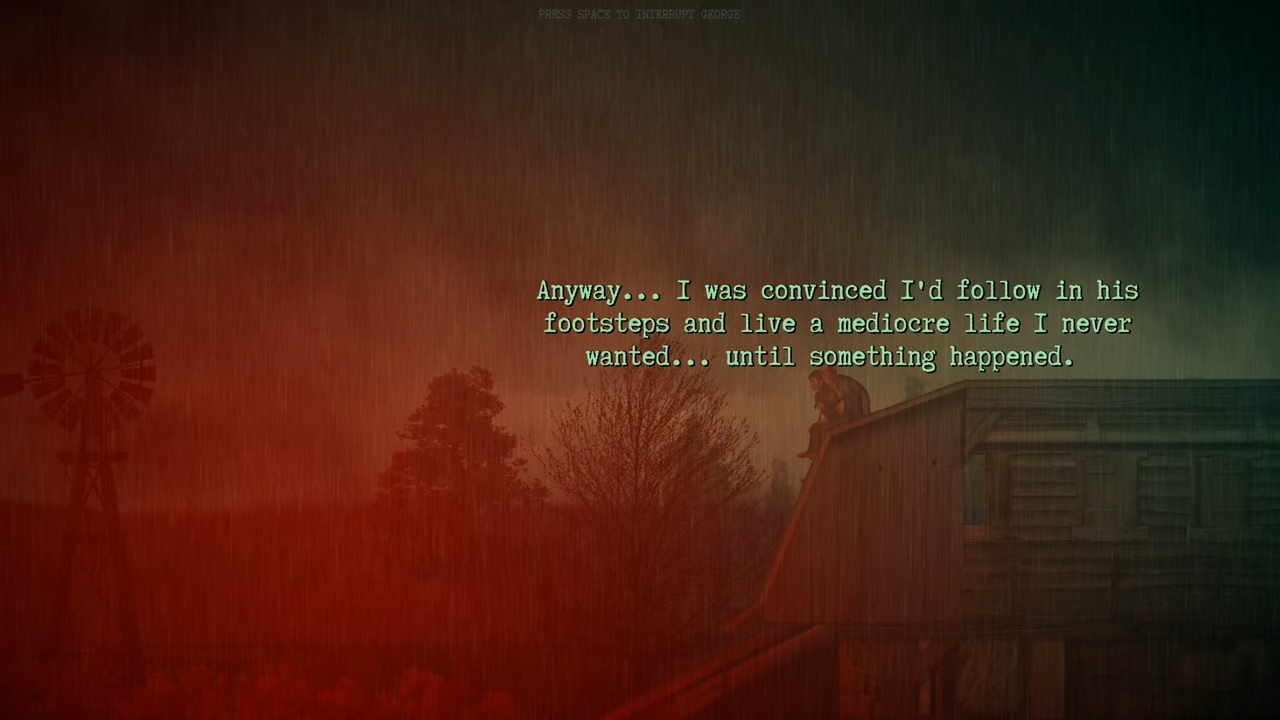 PRESS SPACE TO INTERRUPT GEORGE
Anyway... I was convinced I'd follow in his
footsteps and live a mediocre life I never
wanted... until something happened.